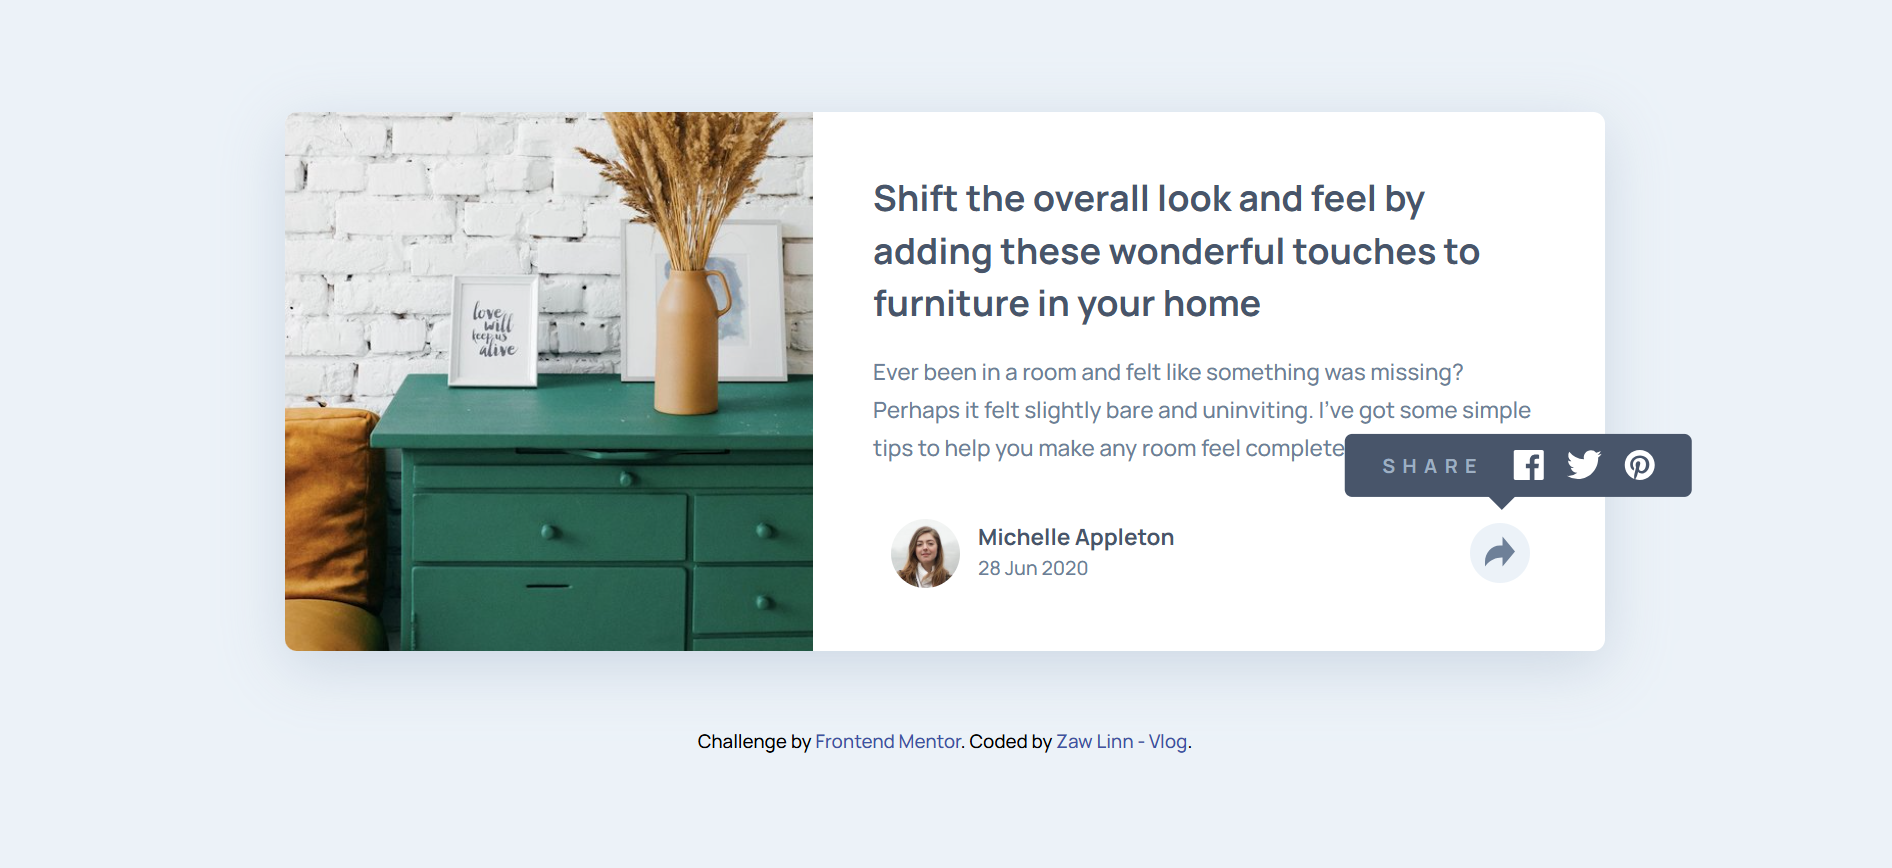 love
will
keep us
alive
Shift the overall look and feel by
adding these wonderful touches to
furniture in your home
Ever been in a room and felt like something was missing?
Perhaps it felt slightly bare and uninviting. I’ve got some simple
tips to help you make any room feel complete
SHARE
Michelle Appleton
28 Jun 2020
Challenge by Frontend Mentor. Coded by Zaw Linn - Vlog.